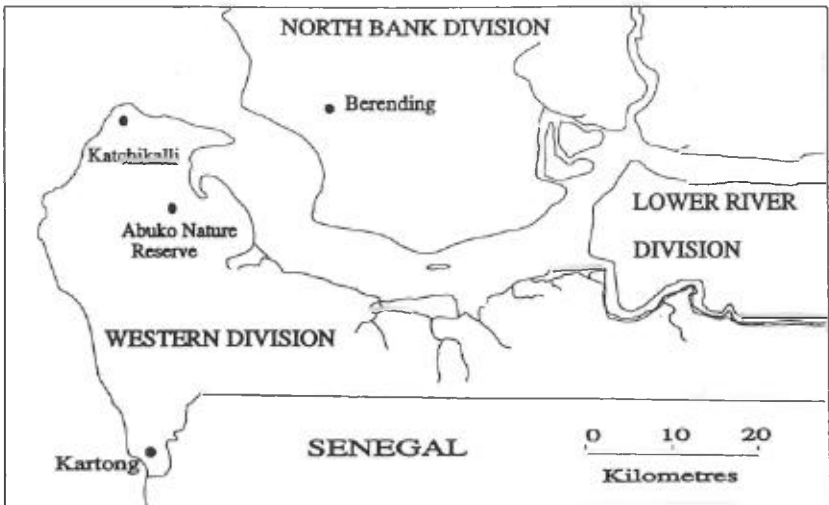 NORTH BANK DIVISION
Berending
Katchikalli
LOWER RIVER
DIVISION
Abuko Nature
Reserve
WESTERN DIVISION
SENEGAL
0 10 20
Kilometres
Kartong